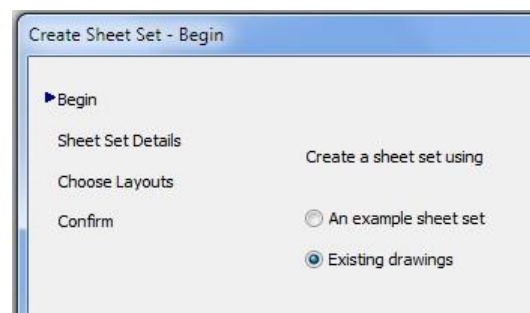 Create Sheet Set - Begin
Begin
Sheet Set Details
Choose Layouts
Confirm
Create a sheet set using
An example sheet set
Existing drawings